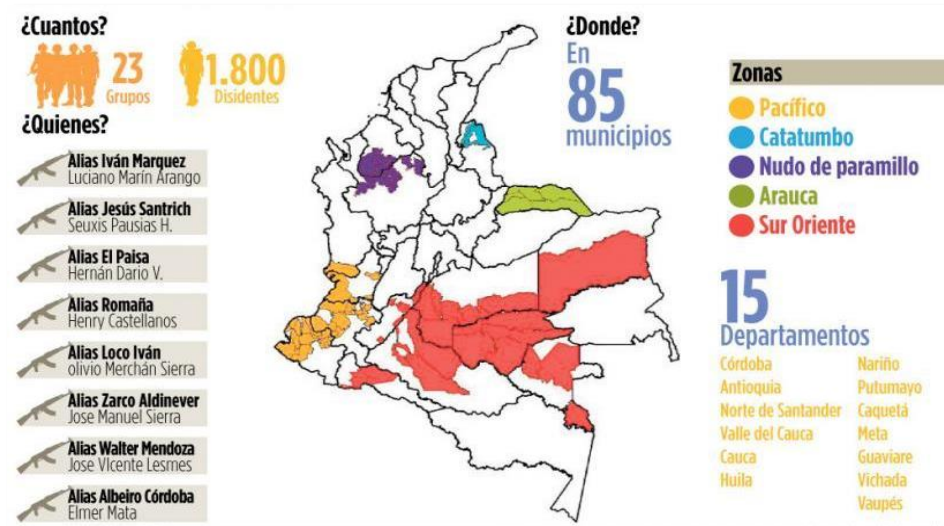 ¿Cuantos?
23
Grupos
1.800
Disidentes
¿Quienes?
Alias Iván Marquez
Luciano Marín Arango
Alias Jesús Santrich
Seuxis Pausias H.
Alias El Paisa
Hernán Dario V.
Alias Romaña
Henry Castellanos
Alias Loco Iván
olivio Merchán Sierra
Alias Zarco Aldinever
Jose Manuel Sierra
Alias Walter Mendoza
Jose VIcente Lesmes
Alias Albeiro Córdoba
Elmer Mata
¿Donde?
En
85
municipios
Zonas
Pacífico
Catatumbo
Nudo de paramillo
Arauca
Sur Oriente
15
Departamentos
Córdoba
Antioquia
Norte de Santander
Valle del Cauca
Cauca
Huila
Nariño
Putumayo
Caquetá
Meta
Guaviare
Vichada
Vaupés